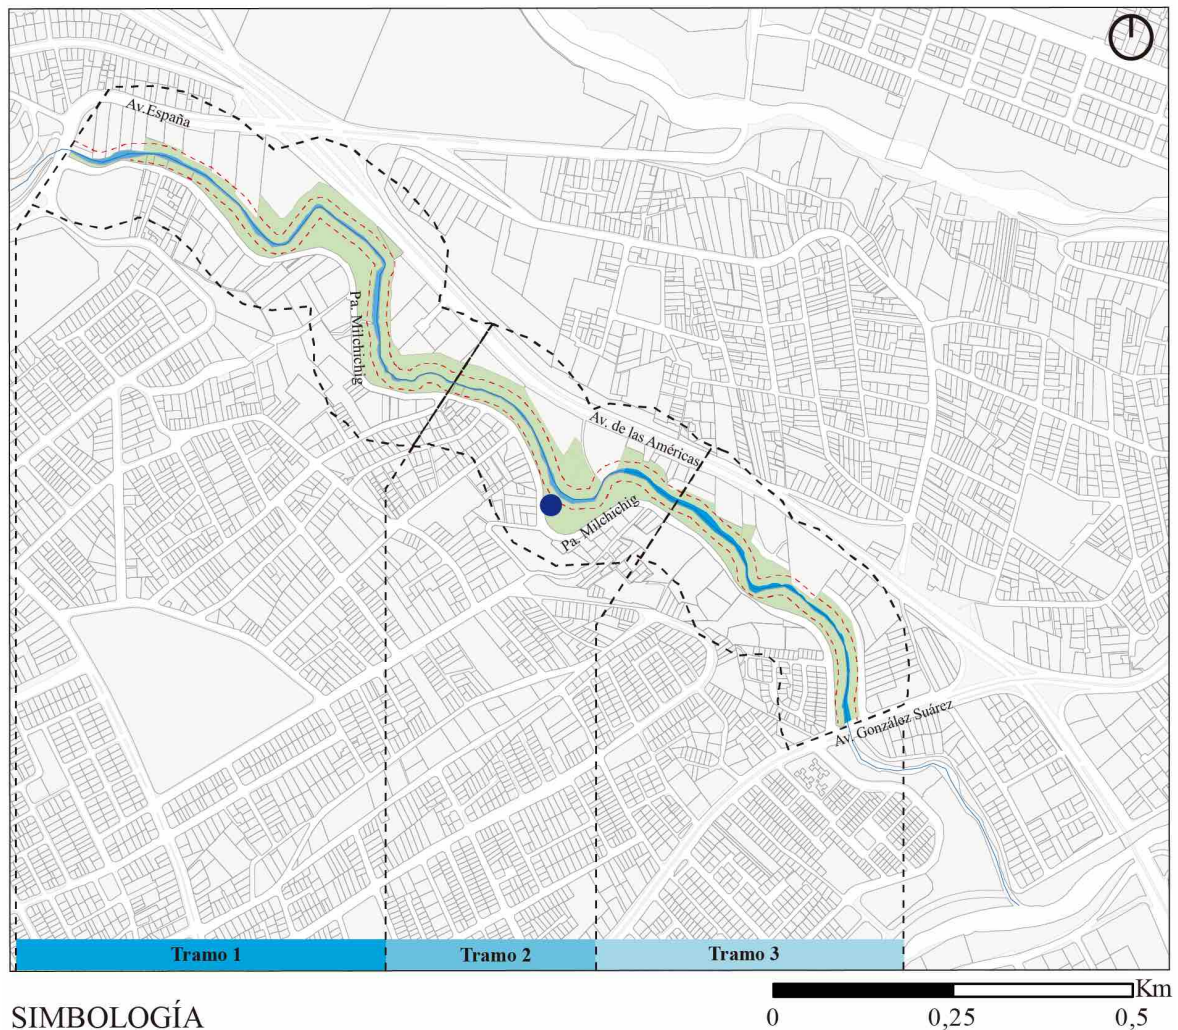 Av.España
Pa. Milchichig
Av. de las Américas
Pa. Milchichig
Av. González Suárez
Tramo 1
Tramo 2
Tramo 3
Km
0
0,25
0,5
SIMBOLOGÍA